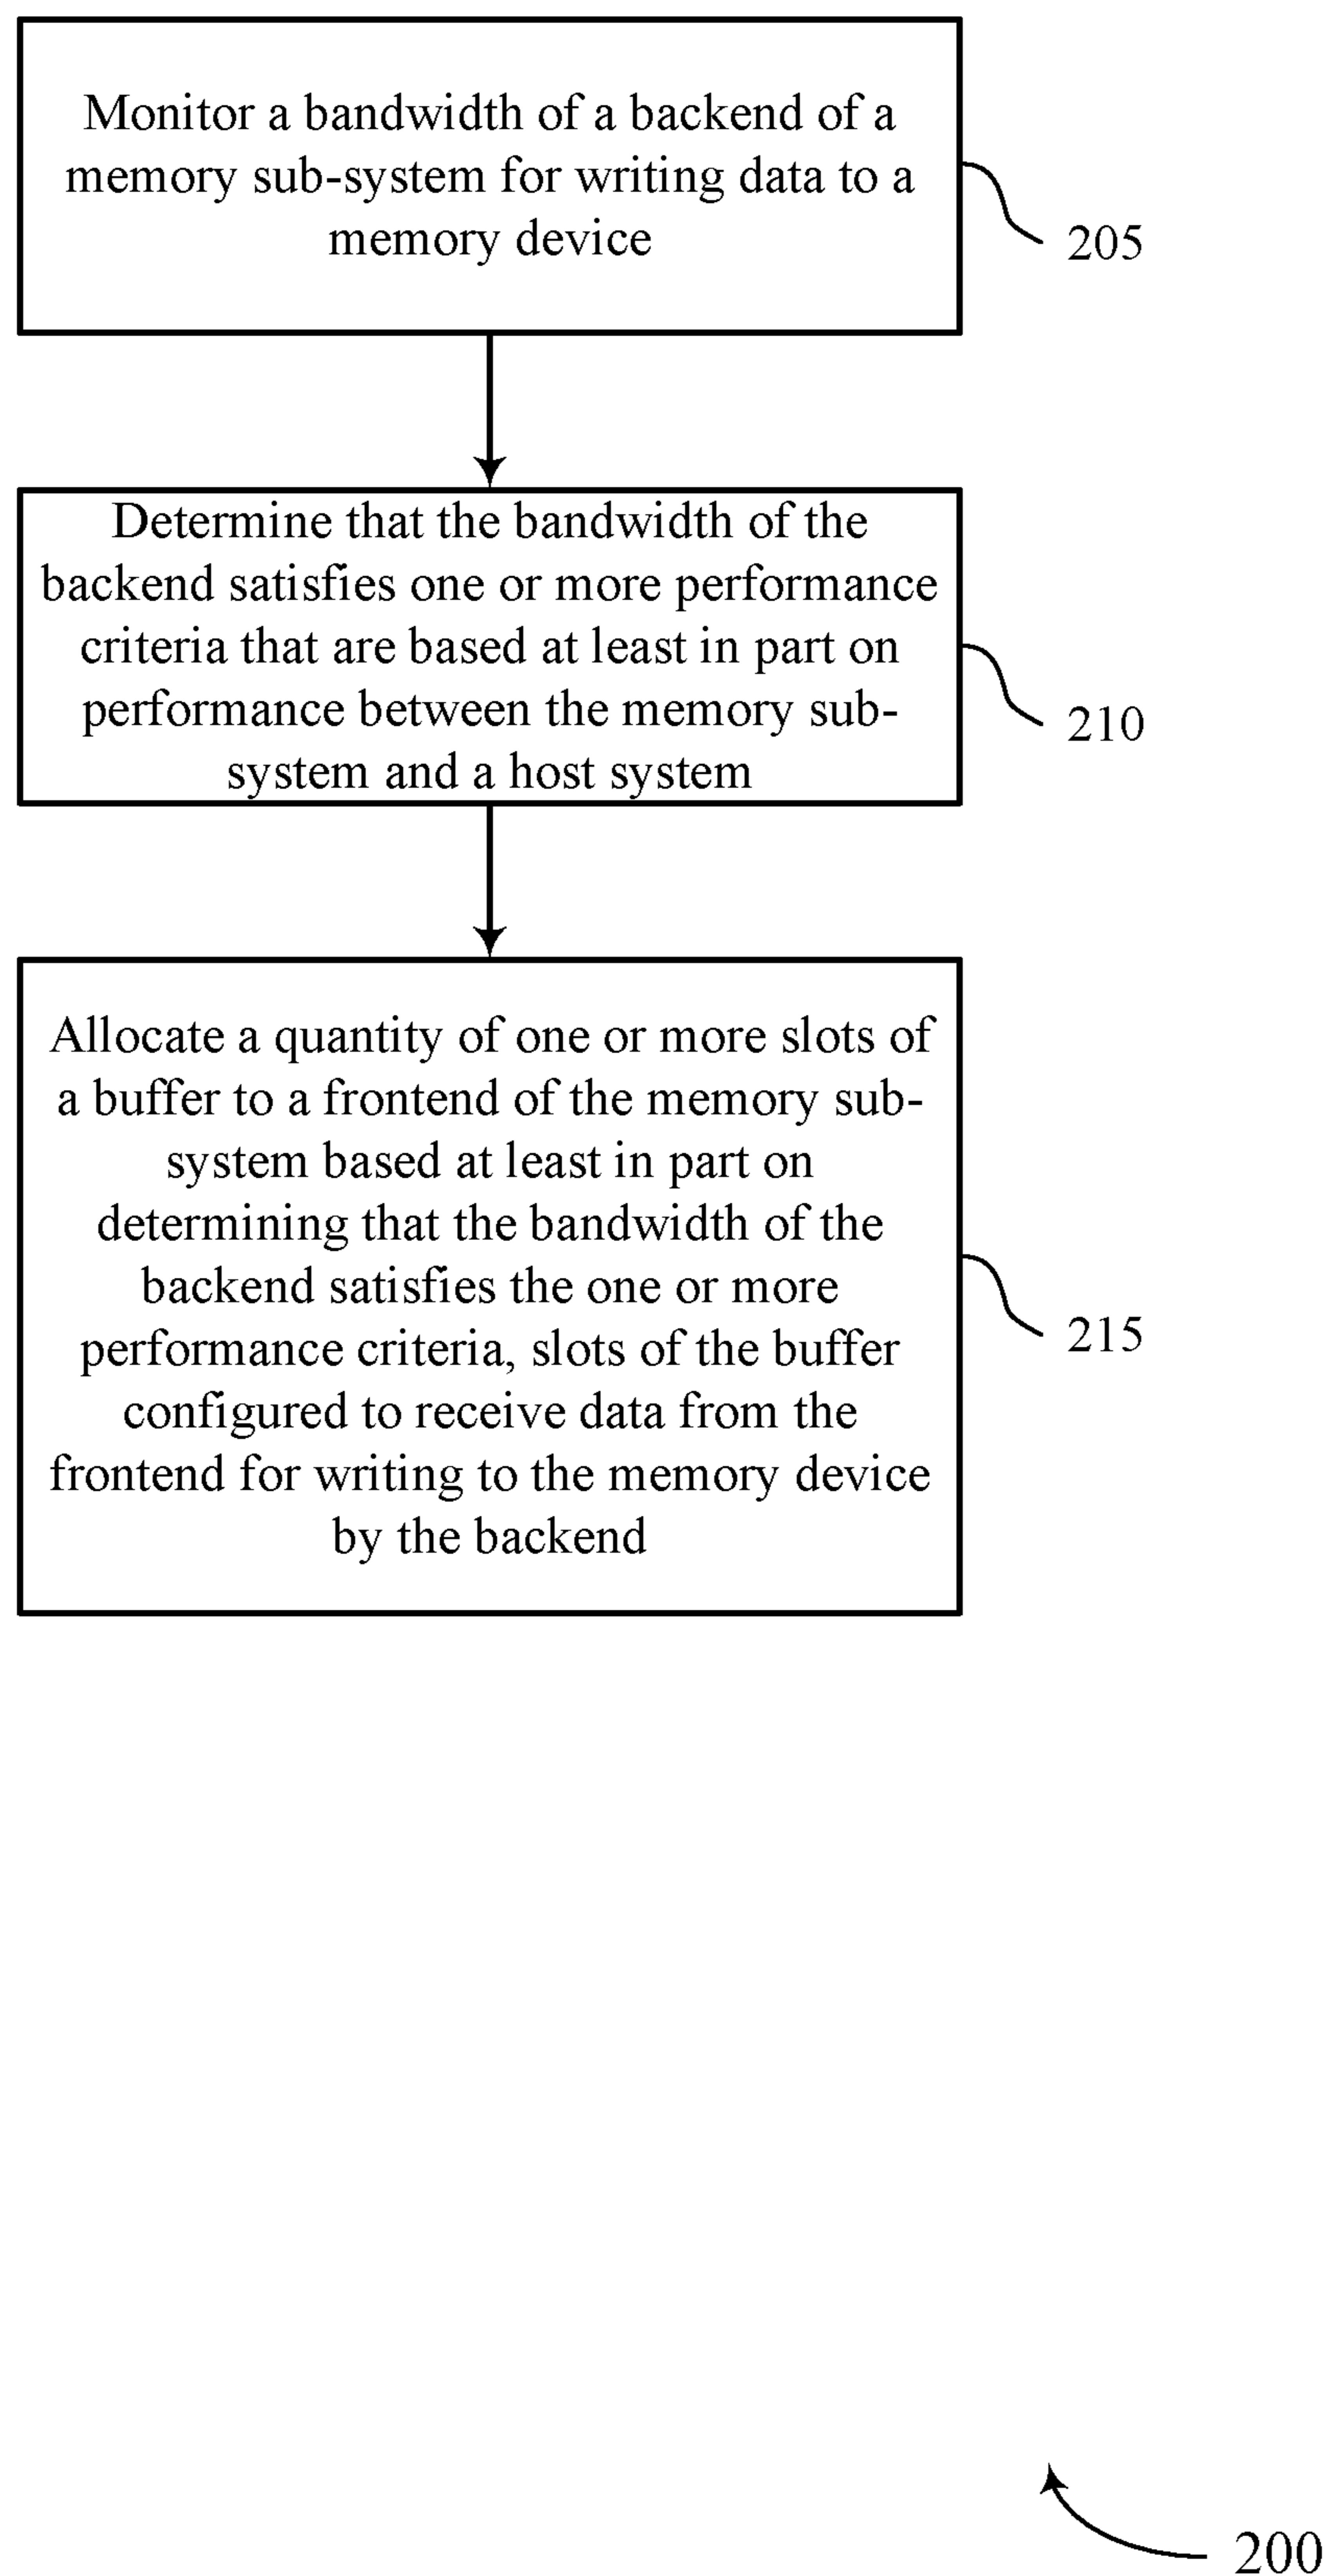 Monitor a bandwidth of a backend of a
memory sub-system for writing data to a
memory device
205
Determine that the bandwidth of the
backend satisfies one or more performance
criteria that are based at least in part on
performance between the memory sub-
system and a host system
210
Allocate a quantity of one or more slots of
a buffer to a frontend of the memory sub-
system based at least in part on
determining that the bandwidth of the
backend satisfies the one or more
performance criteria, slots of the buffer
configured to receive data from the
frontend for writing to the memory device
by the backend
215
200